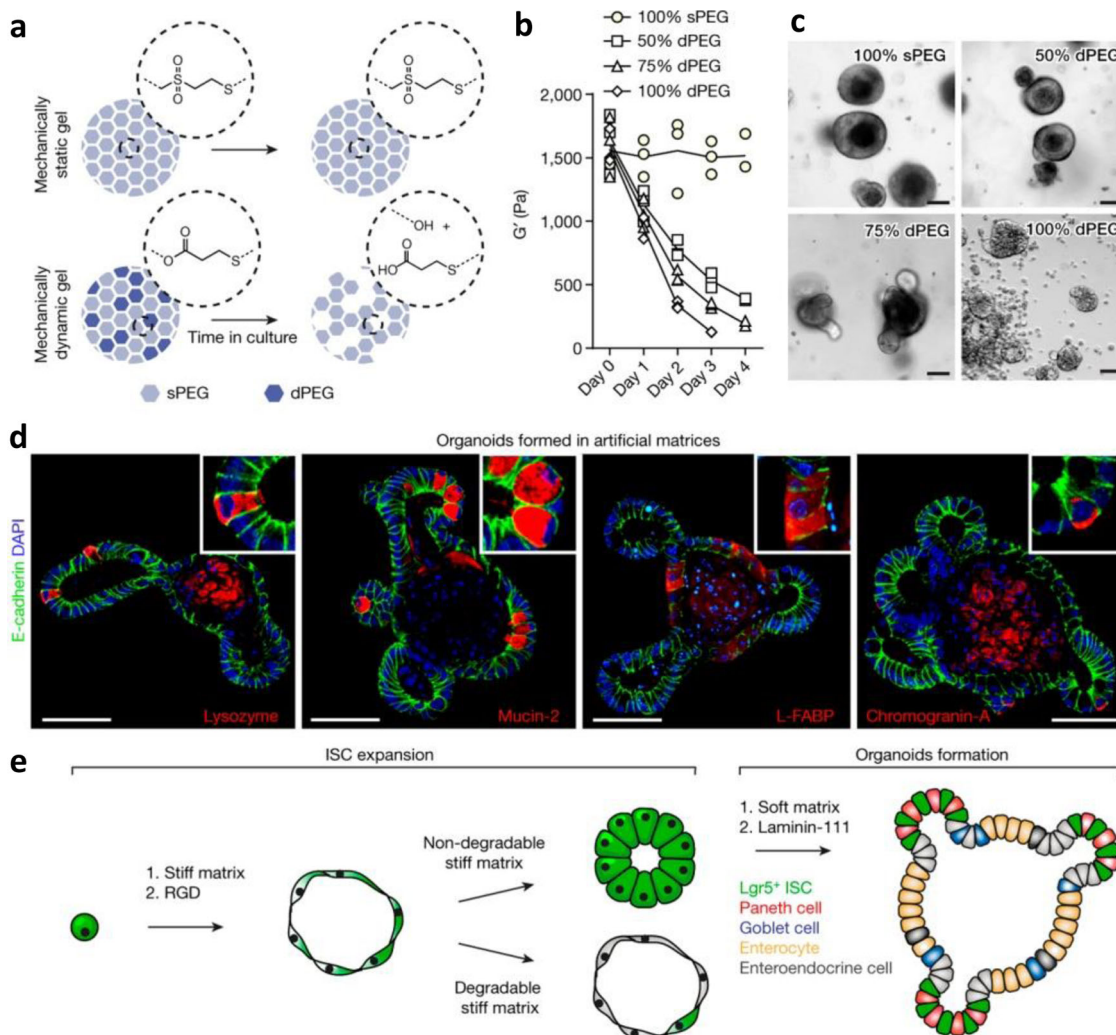 a
Mechanically
static gel
O
S
O
S
O
S
O
S
Mechanically
dynamic gel
O
O
S
OH +
O
HO
S
Time in culture
sPEG
dPEG
b
100% sPEG
50% dPEG
75% dPEG
100% dPEG
2,000
1,500
1,000
500
0
G′ (Pa)
Day 0
Day 1
Day 2
Day 3
Day 4
c
100% sPEG
50% dPEG
75% dPEG
100% dPEG
d
Organoids formed in artificial matrices
E-cadherin DAPI
Lysozyme
Mucin-2
L-FABP
Chromogranin-A
e
ISC expansion
Organoids formation
1. Stiff matrix
2. RGD
Non-degradable
stiff matrix
Degradable
stiff matrix
1. Soft matrix
2. Laminin-111
Lgr5⁺ ISC
Paneth cell
Goblet cell
Enterocyte
Enteroendocrine cell